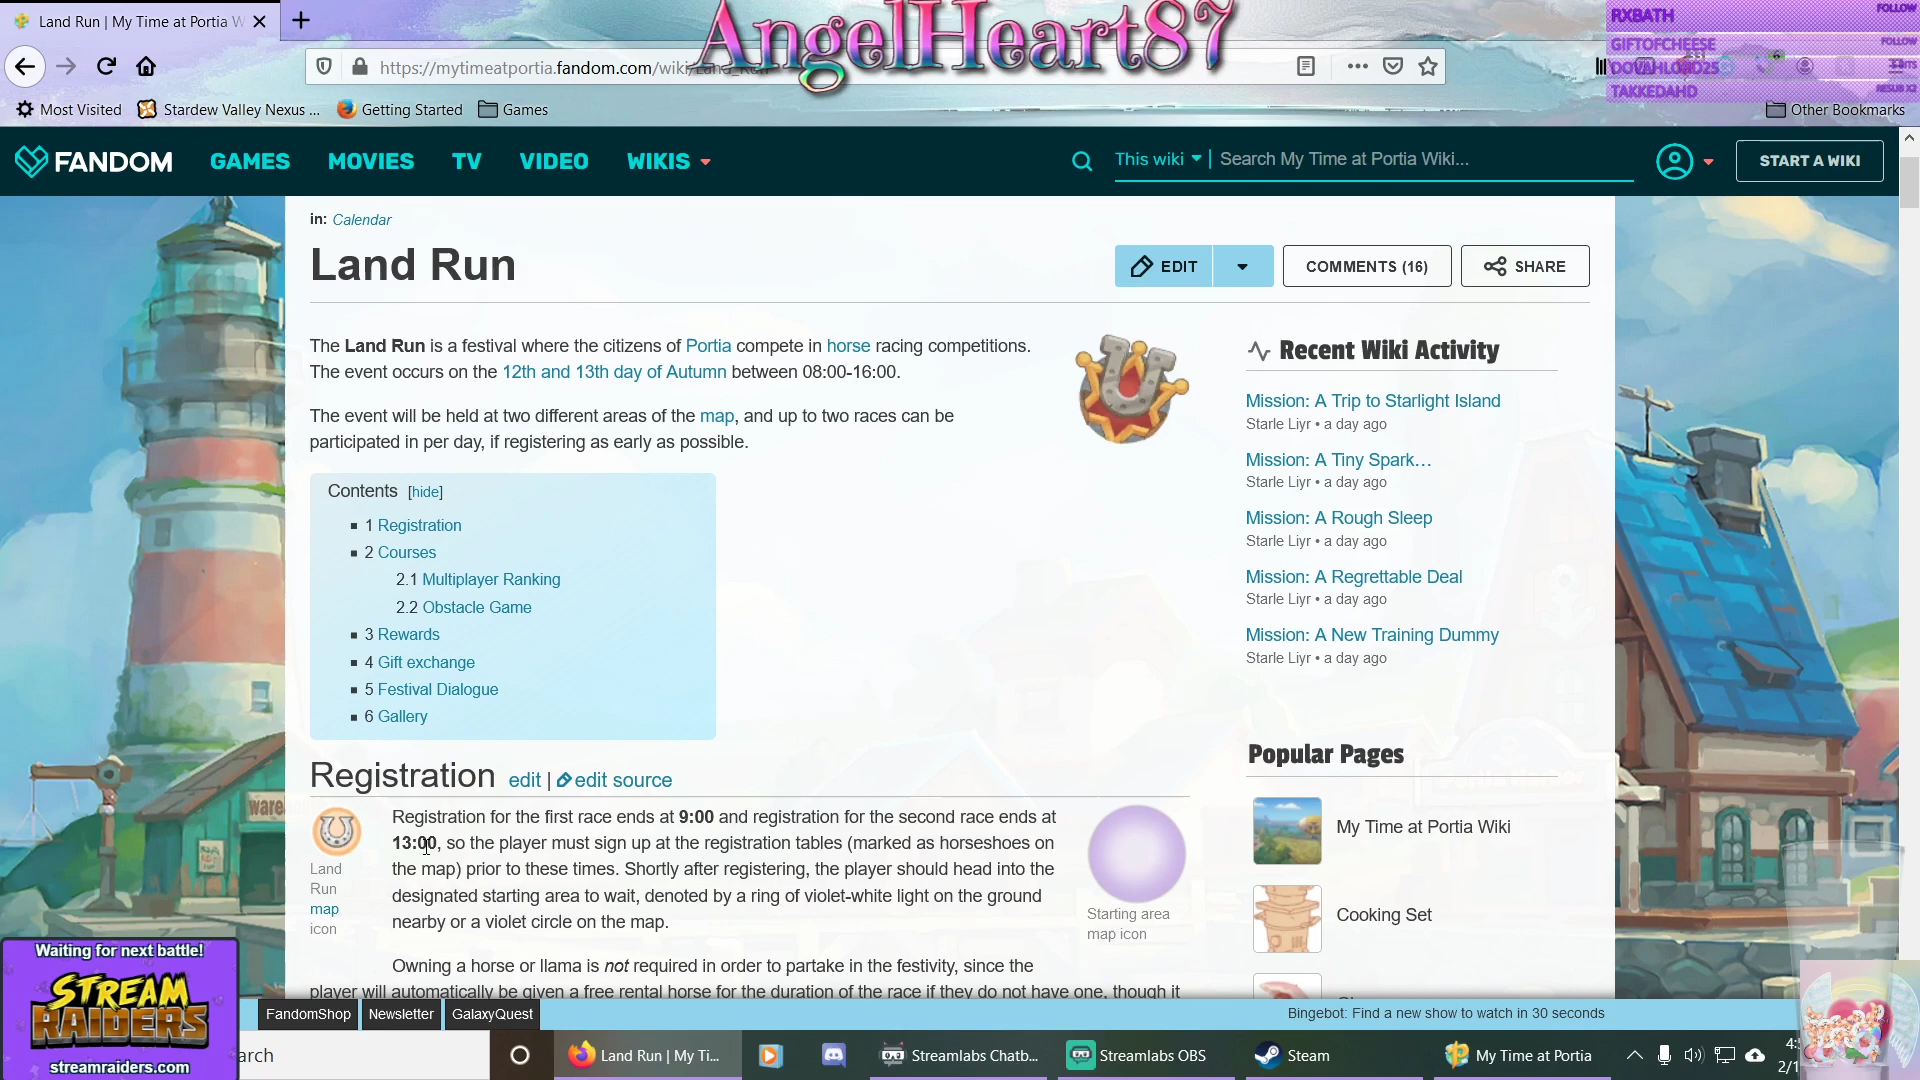 Land Run | My Time at Portia W
AngelHeart87
RXBATH FOLLOW
GIFTOFCHEESE FOLLOW
DOVAHLORD25
TAKKEDAHD RESUB X2
https://mytimeatportia.fandom.com/wiki/Land_Run
Most Visited Stardew Valley Nexus ... Getting Started Games Other Bookmarks
FANDOM GAMES MOVIES TV VIDEO WIKIS This wiki Search My Time at Portia Wiki... START A WIKI
in: Calendar
Land Run EDIT COMMENTS (16) SHARE
The Land Run is a festival where the citizens of Portia compete in horse racing competitions.
The event occurs on the 12th and 13th day of Autumn between 08:00-16:00.
The event will be held at two different areas of the map, and up to two races can be
participated in per day, if registering as early as possible.
Contents [hide]
1 Registration
2 Courses
2.1 Multiplayer Ranking
2.2 Obstacle Game
3 Rewards
4 Gift exchange
5 Festival Dialogue
6 Gallery
Recent Wiki Activity
Mission: A Trip to Starlight Island
Starle Liyr • a day ago
Mission: A Tiny Spark…
Starle Liyr • a day ago
Mission: A Rough Sleep
Starle Liyr • a day ago
Mission: A Regrettable Deal
Starle Liyr • a day ago
Mission: A New Training Dummy
Starle Liyr • a day ago
Popular Pages
My Time at Portia Wiki
Cooking Set
Registration edit | edit source
Registration for the first race ends at 9:00 and registration for the second race ends at
13:00, so the player must sign up at the registration tables (marked as horseshoes on
the map) prior to these times. Shortly after registering, the player should head into the
designated starting area to wait, denoted by a ring of violet-white light on the ground
nearby or a violet circle on the map.
Land
Run
map
icon
Starting area
map icon
Owning a horse or llama is not required in order to partake in the festivity, since the
player will automatically be given a free rental horse for the duration of the race if they do not have one, though it
Waiting for next battle!
STREAM
RAIDERS
streamraiders.com
FandomShop Newsletter GalaxyQuest Bingebot: Find a new show to watch in 30 seconds
arch Land Run | My Ti... Streamlabs Chatb... Streamlabs OBS Steam My Time at Portia